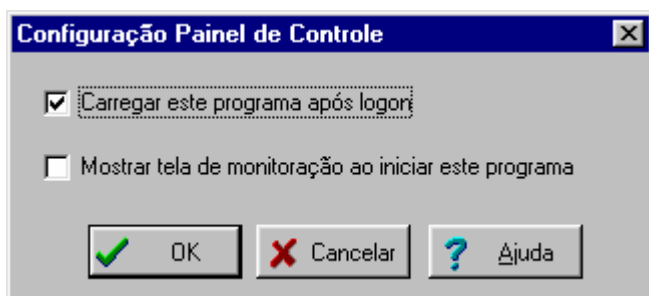 Configuração Painel de Controle
Carregar este programa após logon
Mostrar tela de monitoração ao iniciar este programa
OK Cancelar Ajuda